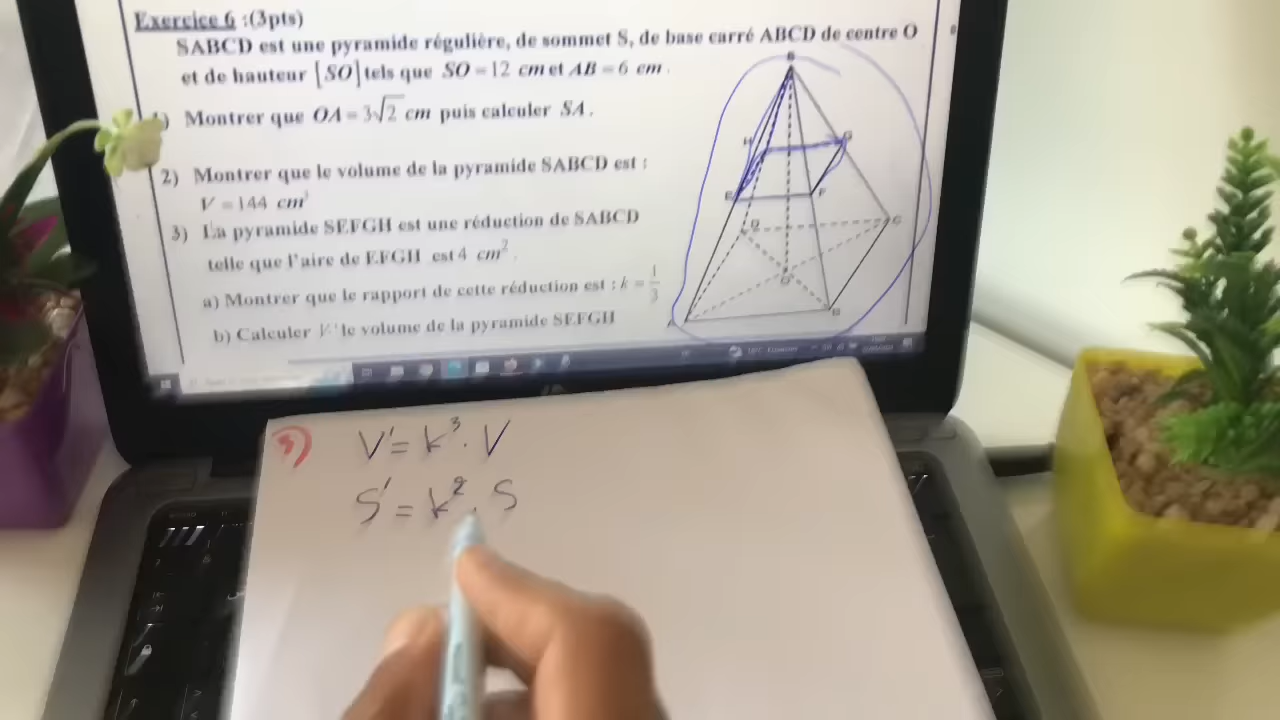 Exercice 6 :(3pts)
SABCD est une pyramide régulière, de sommet S, de base carré ABCD de centre O
et de hauteur [SO] tels que SO = 12 cm et AB = 6 cm.
1) Montrer que OA = 3√2 cm puis calculer SA.
2) Montrer que le volume de la pyramide SABCD est :
V = 144 cm³
3) La pyramide SEFGH est une réduction de SABCD
telle que l'aire de EFGH est 4 cm².
a) Montrer que le rapport de cette réduction est : k = 1/3
b) Calculer V' le volume de la pyramide SEFGH
S
H
G
E
F
D
C
O
A
B
3) V' = k³ . V
S' = k² . S